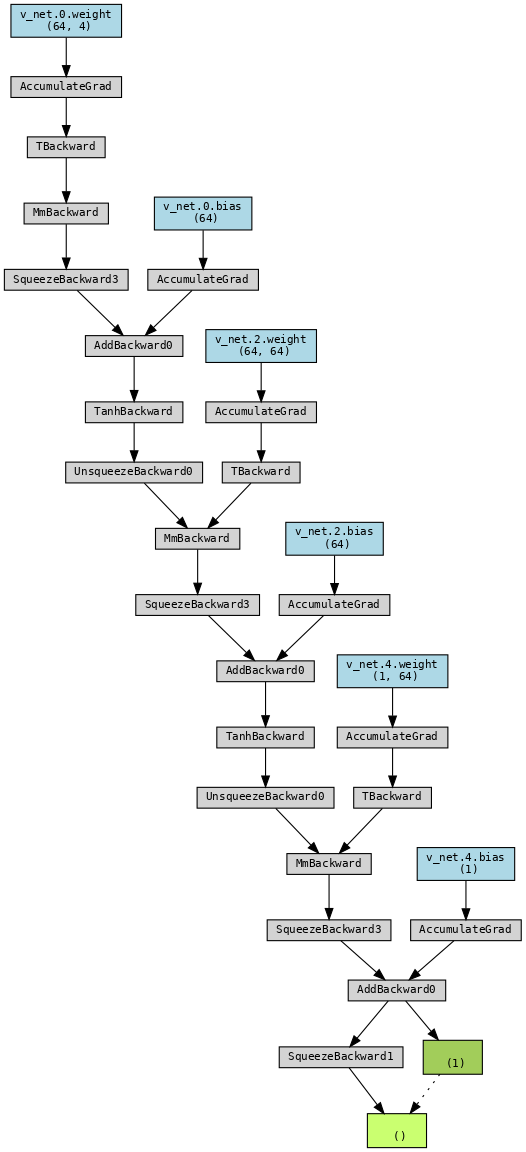 v_net.0.weight
(64, 4)
AccumulateGrad
TBackward
MmBackward
v_net.0.bias
(64)
SqueezeBackward3
AccumulateGrad
AddBackward0
v_net.2.weight
(64, 64)
TanhBackward
AccumulateGrad
UnsqueezeBackward0
TBackward
MmBackward
v_net.2.bias
(64)
SqueezeBackward3
AccumulateGrad
AddBackward0
v_net.4.weight
(1, 64)
TanhBackward
AccumulateGrad
UnsqueezeBackward0
TBackward
MmBackward
v_net.4.bias
(1)
SqueezeBackward3
AccumulateGrad
AddBackward0
SqueezeBackward1
(1)
()